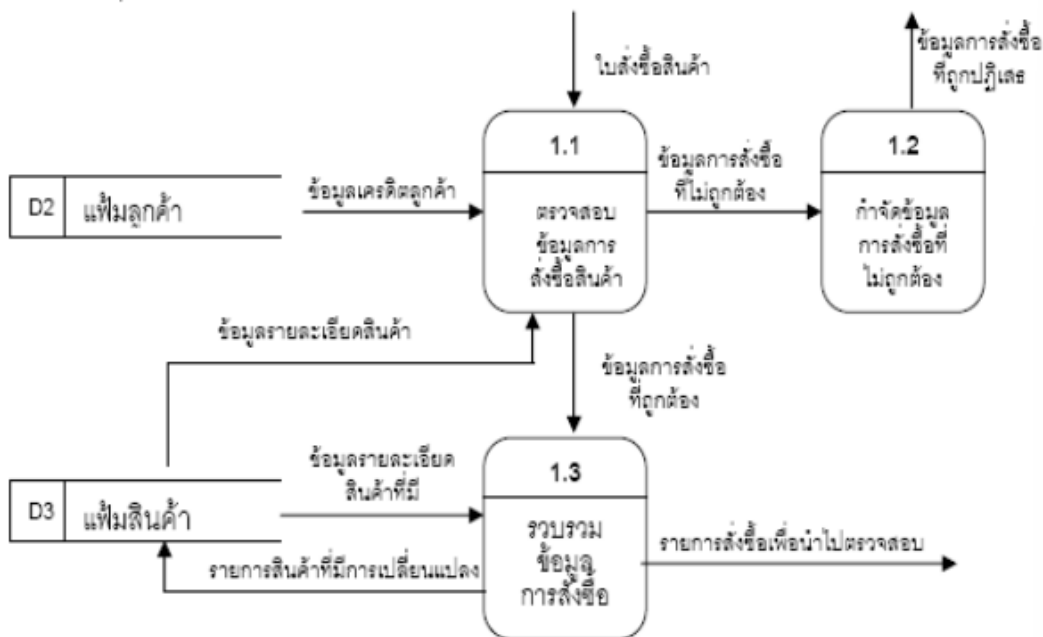 ใบสั่งซื้อสินค้า
ข้อมูลการสั่งซื้อ
ที่ถูกปฏิเสธ
1.1
ตรวจสอบ
ข้อมูลการ
สั่งซื้อสินค้า
ข้อมูลการสั่งซื้อ
ที่ไม่ถูกต้อง
1.2
กำจัดข้อมูล
การสั่งซื้อที่
ไม่ถูกต้อง
D2
แฟ้มลูกค้า
ข้อมูลเครดิตลูกค้า
ข้อมูลรายละเอียดสินค้า
ข้อมูลการสั่งซื้อ
ที่ถูกต้อง
D3
แฟ้มสินค้า
ข้อมูลรายละเอียด
สินค้าที่มี
1.3
รวบรวม
ข้อมูล
การสั่งซื้อ
รายการสั่งซื้อเพื่อนำไปตรวจสอบ
รายการสินค้าที่มีการเปลี่ยนแปลง